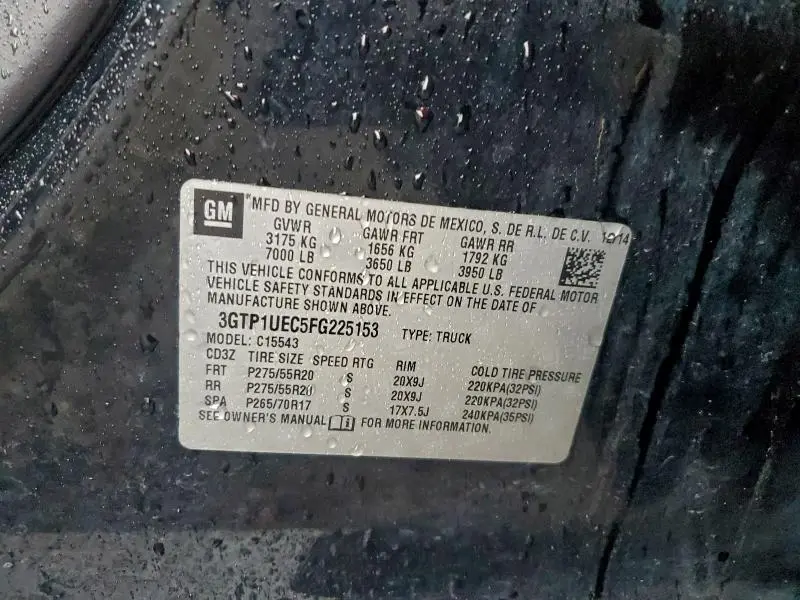 GM "MFD BY GENERAL MOTORS DE MEXICO, S. DE R.L. DE C.V. 12/14
GVWR GAWR FRT GAWR RR
3175 KG 1656 KG 1792 KG
7000 LB 3650 LB 3950 LB
THIS VEHICLE CONFORMS TO ALL APPLICABLE U.S. FEDERAL MOTOR
VEHICLE SAFETY STANDARDS IN EFFECT ON THE DATE OF
MANUFACTURE SHOWN ABOVE.
3GTP1UEC5FG225153 TYPE: TRUCK
MODEL: C15543
CD3Z TIRE SIZE SPEED RTG RIM COLD TIRE PRESSURE
FRT P275/55R20 S 20X9J 220KPA(32PSI)
RR P275/55R20 S 20X9J 220KPA(32PSI)
SPA P265/70R17 S 17X7.5J 240KPA(35PSI)
SEE OWNER'S MANUAL FOR MORE INFORMATION.